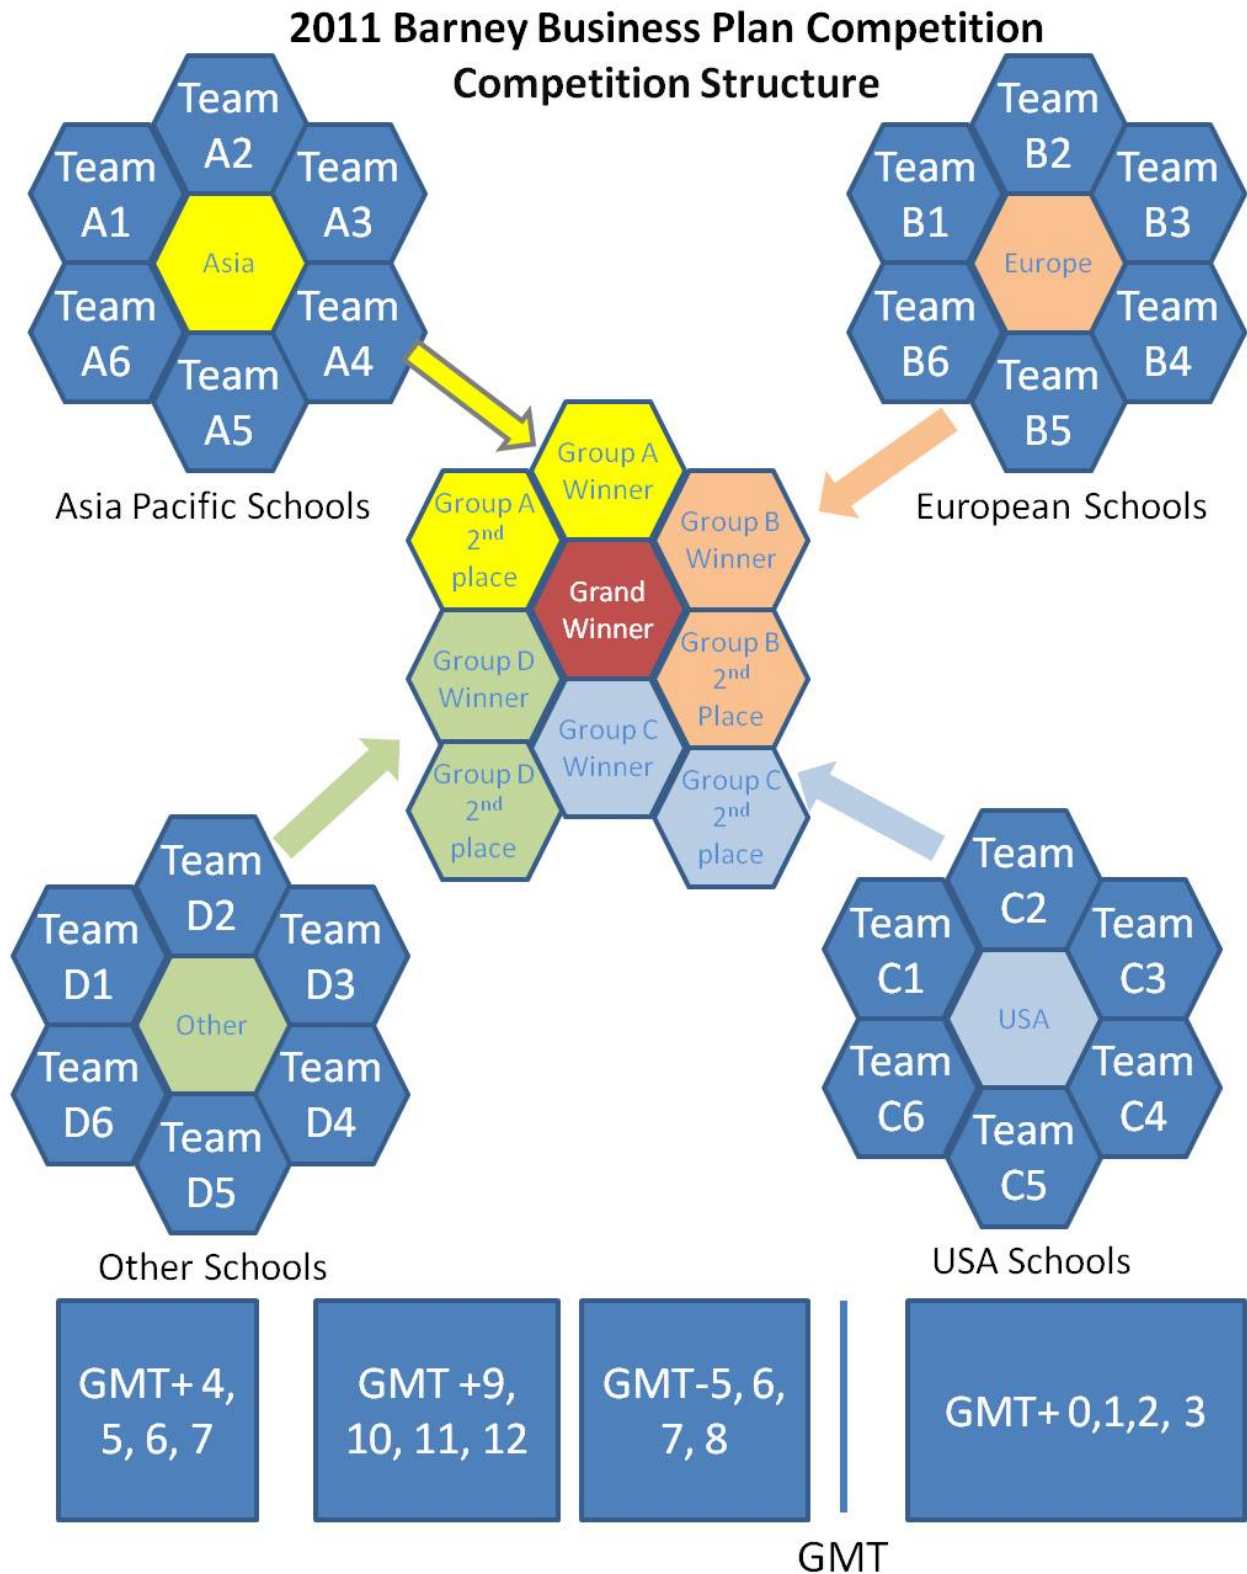 2011 Barney Business Plan Competition
Competition Structure
Team
A2
Team
A1
Team
A3
Asia
Team
A6
Team
A4
Team
A5
Asia Pacific Schools
Team
B2
Team
B1
Team
B3
Europe
Team
B6
Team
B4
Team
B5
European Schools
Group A
Winner
Group A
2nd
place
Group B
Winner
Grand
Winner
Group D
Winner
Group B
2nd
Place
Group C
Winner
Group D
2nd
place
Group C
2nd
place
Team
D2
Team
D1
Team
D3
Other
Team
D6
Team
D4
Team
D5
Other Schools
Team
C2
Team
C1
Team
C3
USA
Team
C6
Team
C4
Team
C5
USA Schools
GMT+ 4,
5, 6, 7
GMT +9,
10, 11, 12
GMT-5, 6,
7, 8
GMT+ 0,1,2, 3
GMT